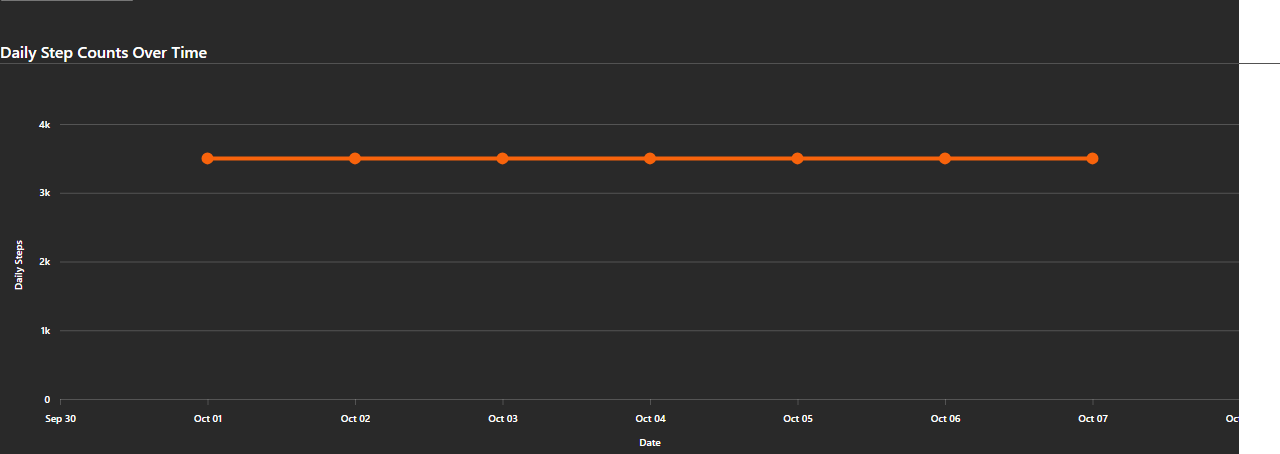 Daily Step Counts Over Time
4k
3k
2k
1k
0
Daily Steps
Sep 30 Oct 01 Oct 02 Oct 03 Oct 04 Oct 05 Oct 06 Oct 07
Date